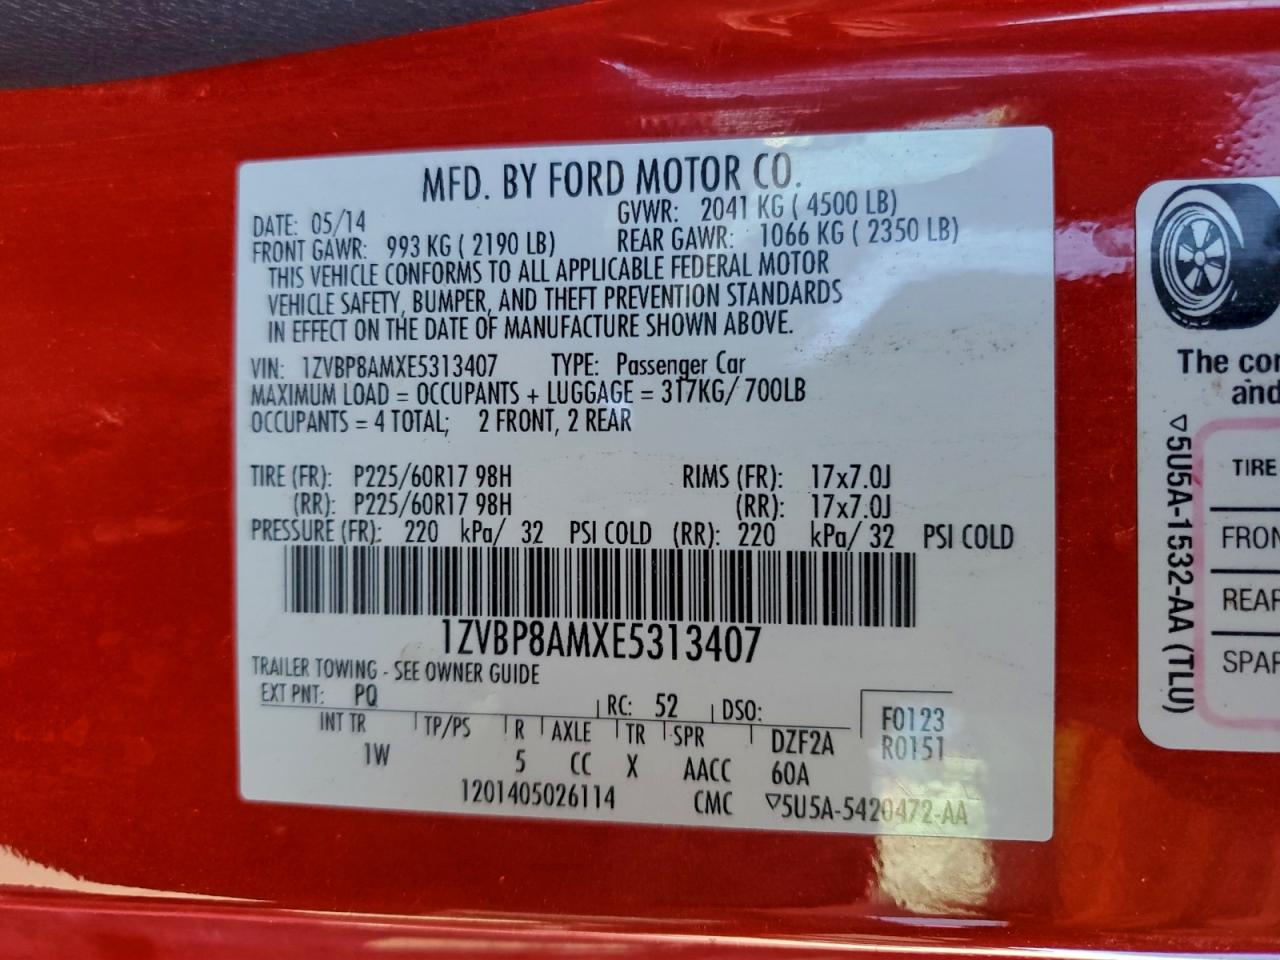 MFD. BY FORD MOTOR CO.
DATE: 05/14 GVWR: 2041 KG ( 4500 LB)
FRONT GAWR: 993 KG ( 2190 LB) REAR GAWR: 1066 KG ( 2350 LB)
THIS VEHICLE CONFORMS TO ALL APPLICABLE FEDERAL MOTOR
VEHICLE SAFETY, BUMPER, AND THEFT PREVENTION STANDARDS
IN EFFECT ON THE DATE OF MANUFACTURE SHOWN ABOVE.
VIN: 1ZVBP8AMXE5313407 TYPE: Passenger Car
MAXIMUM LOAD = OCCUPANTS + LUGGAGE = 317KG/ 700LB
OCCUPANTS = 4 TOTAL; 2 FRONT, 2 REAR
TIRE (FR): P225/60R17 98H RIMS (FR): 17x7.0J
(RR): P225/60R17 98H (RR): 17x7.0J
PRESSURE (FR): 220 kPa/ 32 PSI COLD (RR): 220 kPa/ 32 PSI COLD
1ZVBP8AMXE5313407
TRAILER TOWING - SEE OWNER GUIDE
EXT PNT: PQ RC: 52 DSO:
INT TR TP/PS R AXLE TR SPR DZF2A
1W 5 CC X AACC 60A
F0123
R0151
1201405026114 CMC ▽5U5A-5420472-AA
The
and
▽5U5A-1532-AA (TLU)
TIRE
FRON
REAR
SPAR